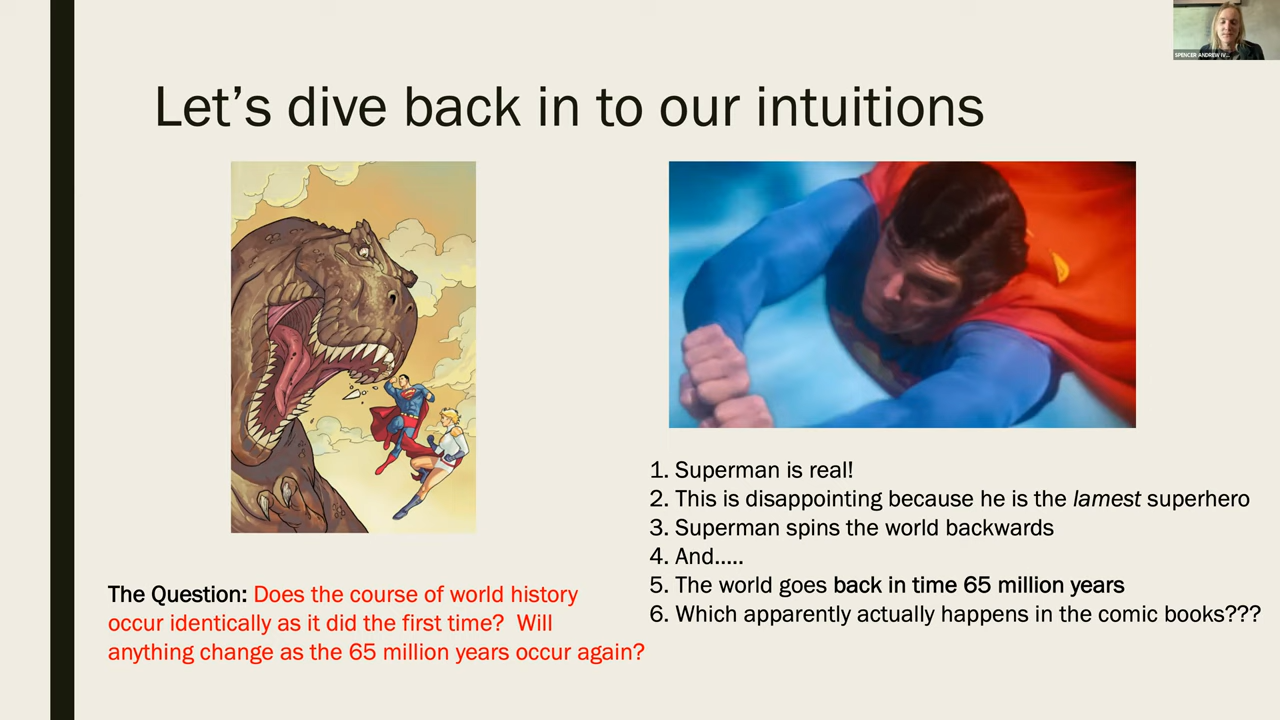 SPENCER ANDREW IV...
Let's dive back in to our intuitions
1. Superman is real!
2. This is disappointing because he is the lamest superhero
3. Superman spins the world backwards
4. And.....
5. The world goes back in time 65 million years
6. Which apparently actually happens in the comic books???
The Question: Does the course of world history
occur identically as it did the first time? Will
anything change as the 65 million years occur again?